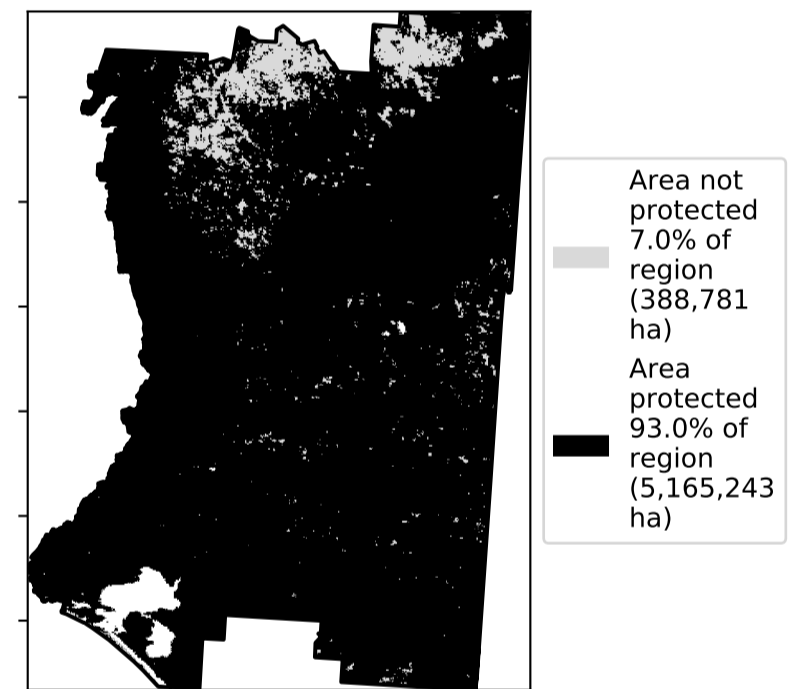 Area not
protected
7.0% of
region
(388,781
ha)
Area
protected
93.0% of
region
(5,165,243
ha)